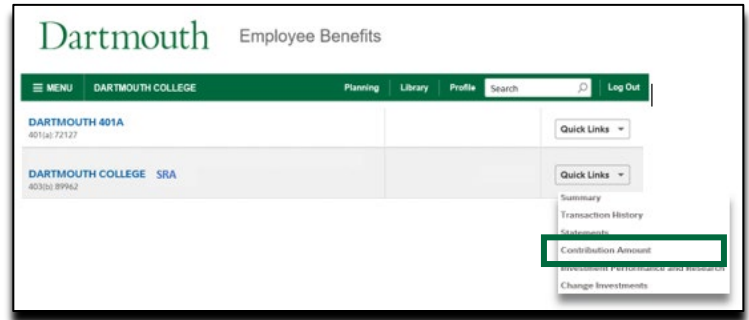 Dartmouth Employee Benefits
MENU DARTMOUTH COLLEGE Planning Library Profile Search Log Out
DARTMOUTH 401A
401(a) 72127
Quick Links
DARTMOUTH COLLEGE SRA
403(b) 89962
Quick Links
Summary
Transaction History
Statements
Contribution Amount
Investment Performance and Research
Change Investments